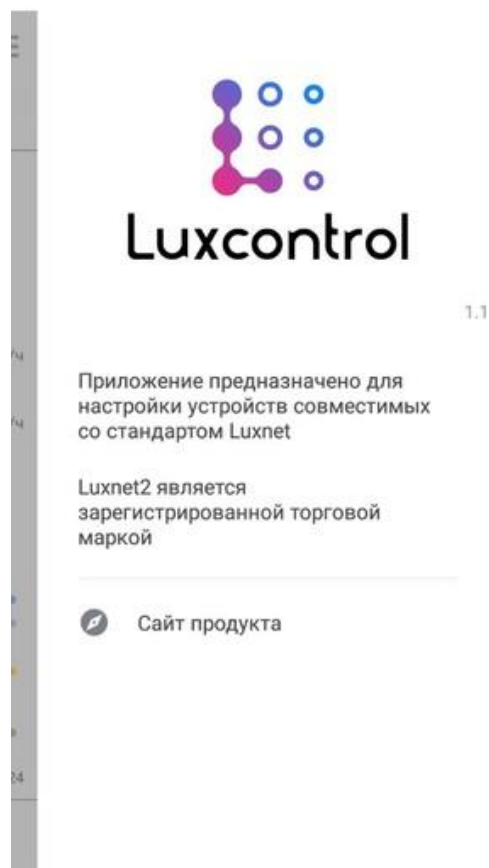 Luxcontrol
1.1
/ч
Приложение предназначено для
настройки устройств совместимых
/ч
со стандартом Luxnet
Luxnet2 является
зарегистрированной торговой
маркой
Сайт продукта
24